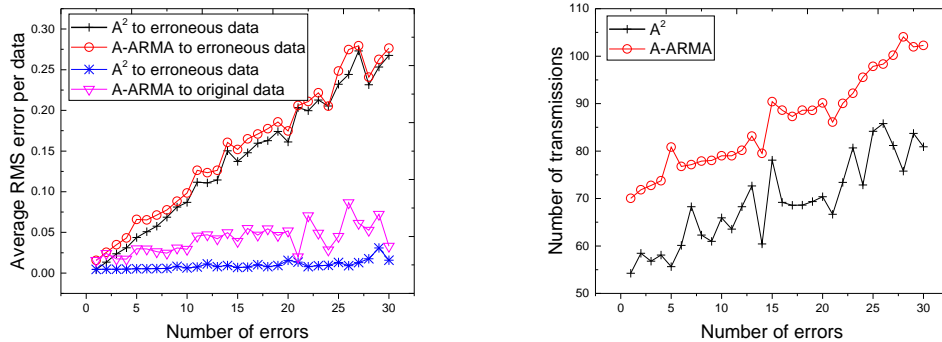 0.30
0.25
0.20
0.15
0.10
0.05
0.00
Average RMS error per data
A² to erroneous data
A-ARMA to erroneous data
A² to erroneous data
A-ARMA to original data
0 5 10 15 20 25 30
Number of errors
110
100
90
80
70
60
50
Number of transmissions
A²
A-ARMA
0 5 10 15 20 25 30
Number of errors